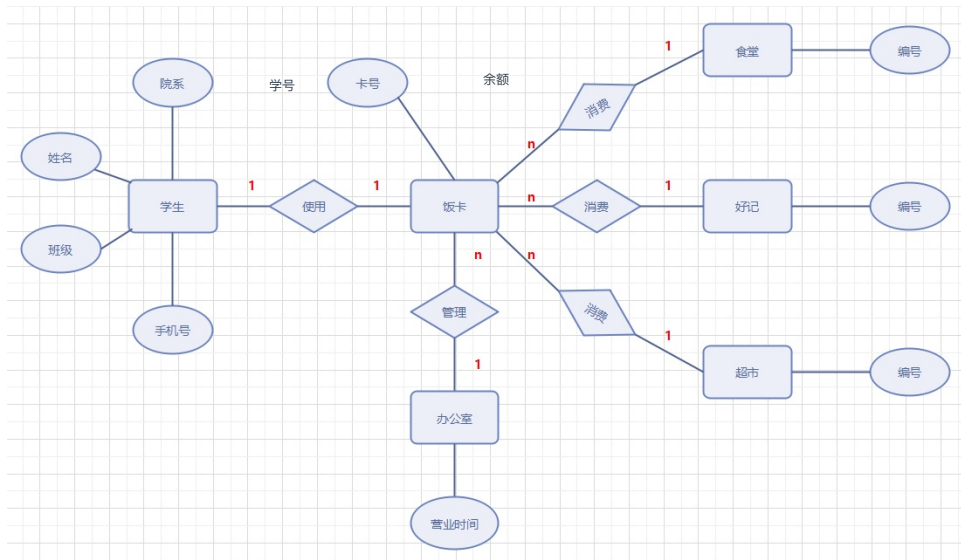 食堂
编号
1
院系
学号
卡号
余额
消费
n
姓名
学生
1
使用
1
饭卡
n
消费
1
好记
编号
班级
n
n
管理
消费
手机号
1
1
超市
编号
办公室
营业时间